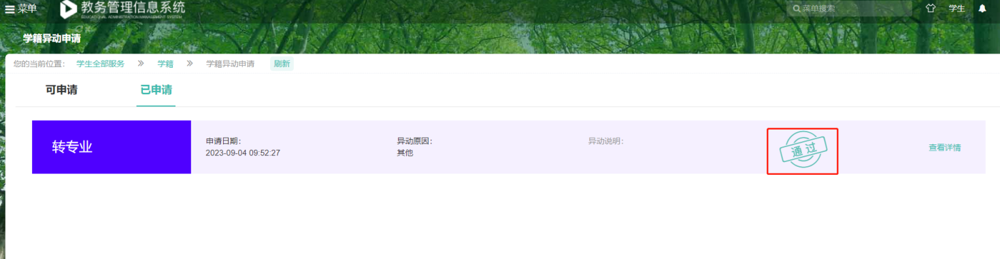 菜单
教务管理信息系统
EDUCATIONAL ADMINISTRATION MANAGEMENT SYSTEM
菜单搜索
学生
学籍异动申请
您的当前位置： 学生全部服务 » 学籍 » 学籍异动申请 刷新
可申请 已申请
转专业
申请日期：
2023-09-04 09:52:27
异动原因：
其他
异动说明：
通过
查看详情